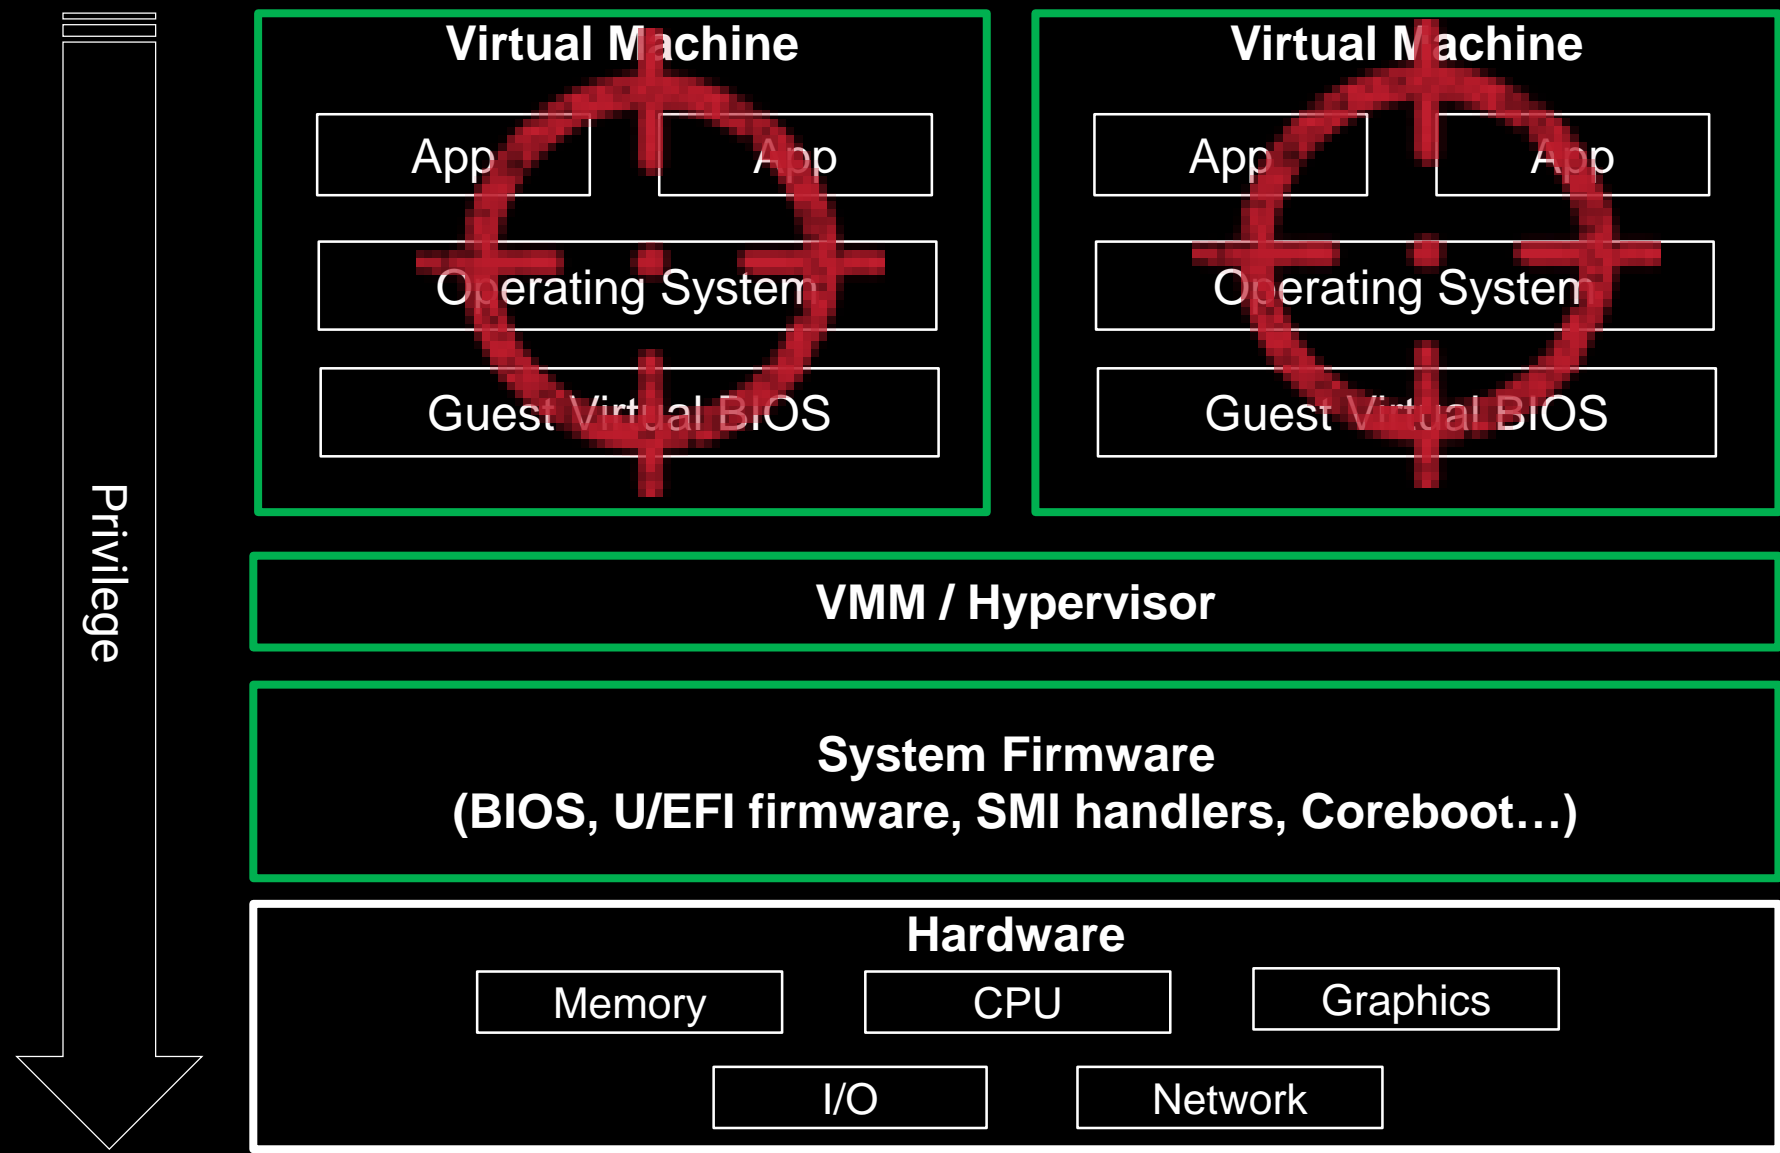 Virtual Machine
App
App
Operating System
Guest Virtual BIOS
Virtual Machine
App
App
Operating System
Guest Virtual BIOS
Privilege
VMM / Hypervisor
System Firmware
(BIOS, U/EFI firmware, SMI handlers, Coreboot…)
Hardware
Memory
CPU
Graphics
I/O
Network